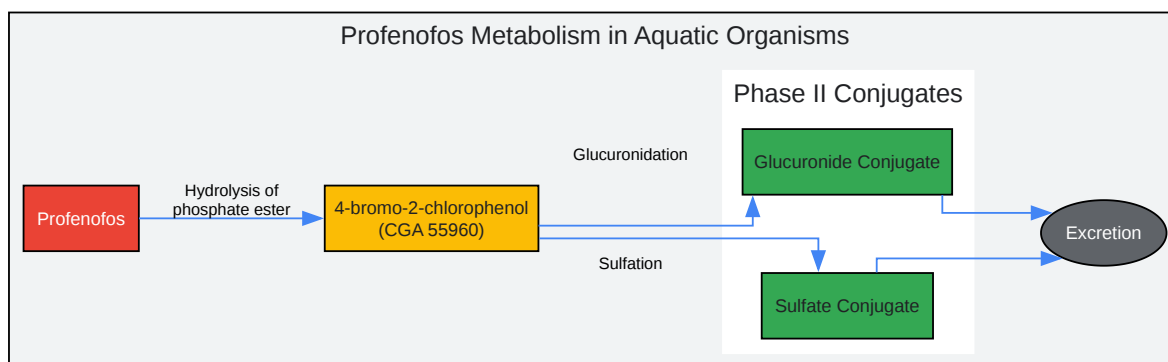 Profenofos Metabolism in Aquatic Organisms
Phase II Conjugates
Glucuronidation
Glucuronide Conjugate
Profenofos
Hydrolysis of
phosphate ester
4-bromo-2-chlorophenol
(CGA 55960)
Excretion
Sulfation
Sulfate Conjugate